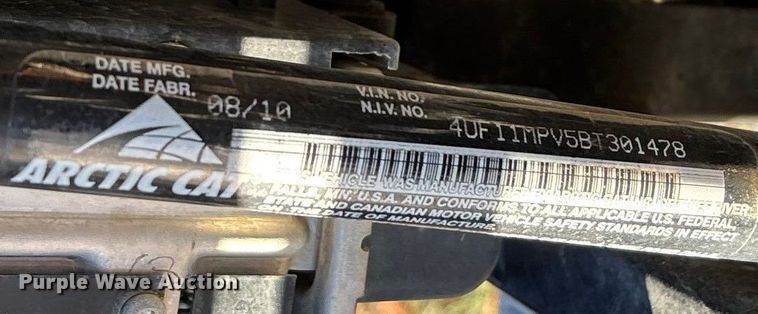 DATE MFG.
DATE FABR.
08/10
V.I.N. NO.
N.I.V. NO.
4UF11MPV5BT301478
ARCTIC CAT
VEHICLE WAS MANUFACTURED
FALLS, MN U.S.A. AND CONFORMS TO ALL APPLICABLE U.S. FEDERAL
STATE AND CANADIAN MOTOR VEHICLE SAFETY STANDARDS IN EFFECT
THE DATE OF MANUFACTURE.
Purple Wave Auction